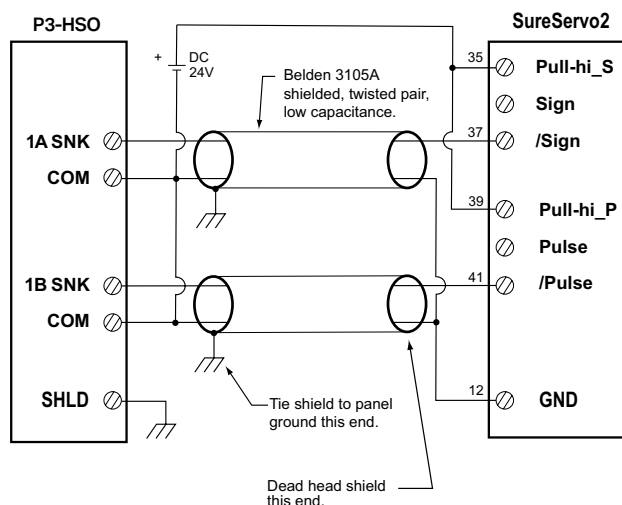 P3-HSO
SureServo2
+
DC
24V
35
Pull-hi_S
Belden 3105A
shielded, twisted pair,
low capacitance.
Sign
1A SNK
37
/Sign
COM
39
Pull-hi_P
Pulse
1B SNK
41
/Pulse
COM
SHLD
12
GND
Tie shield to panel
ground this end.
Dead head shield
this end.